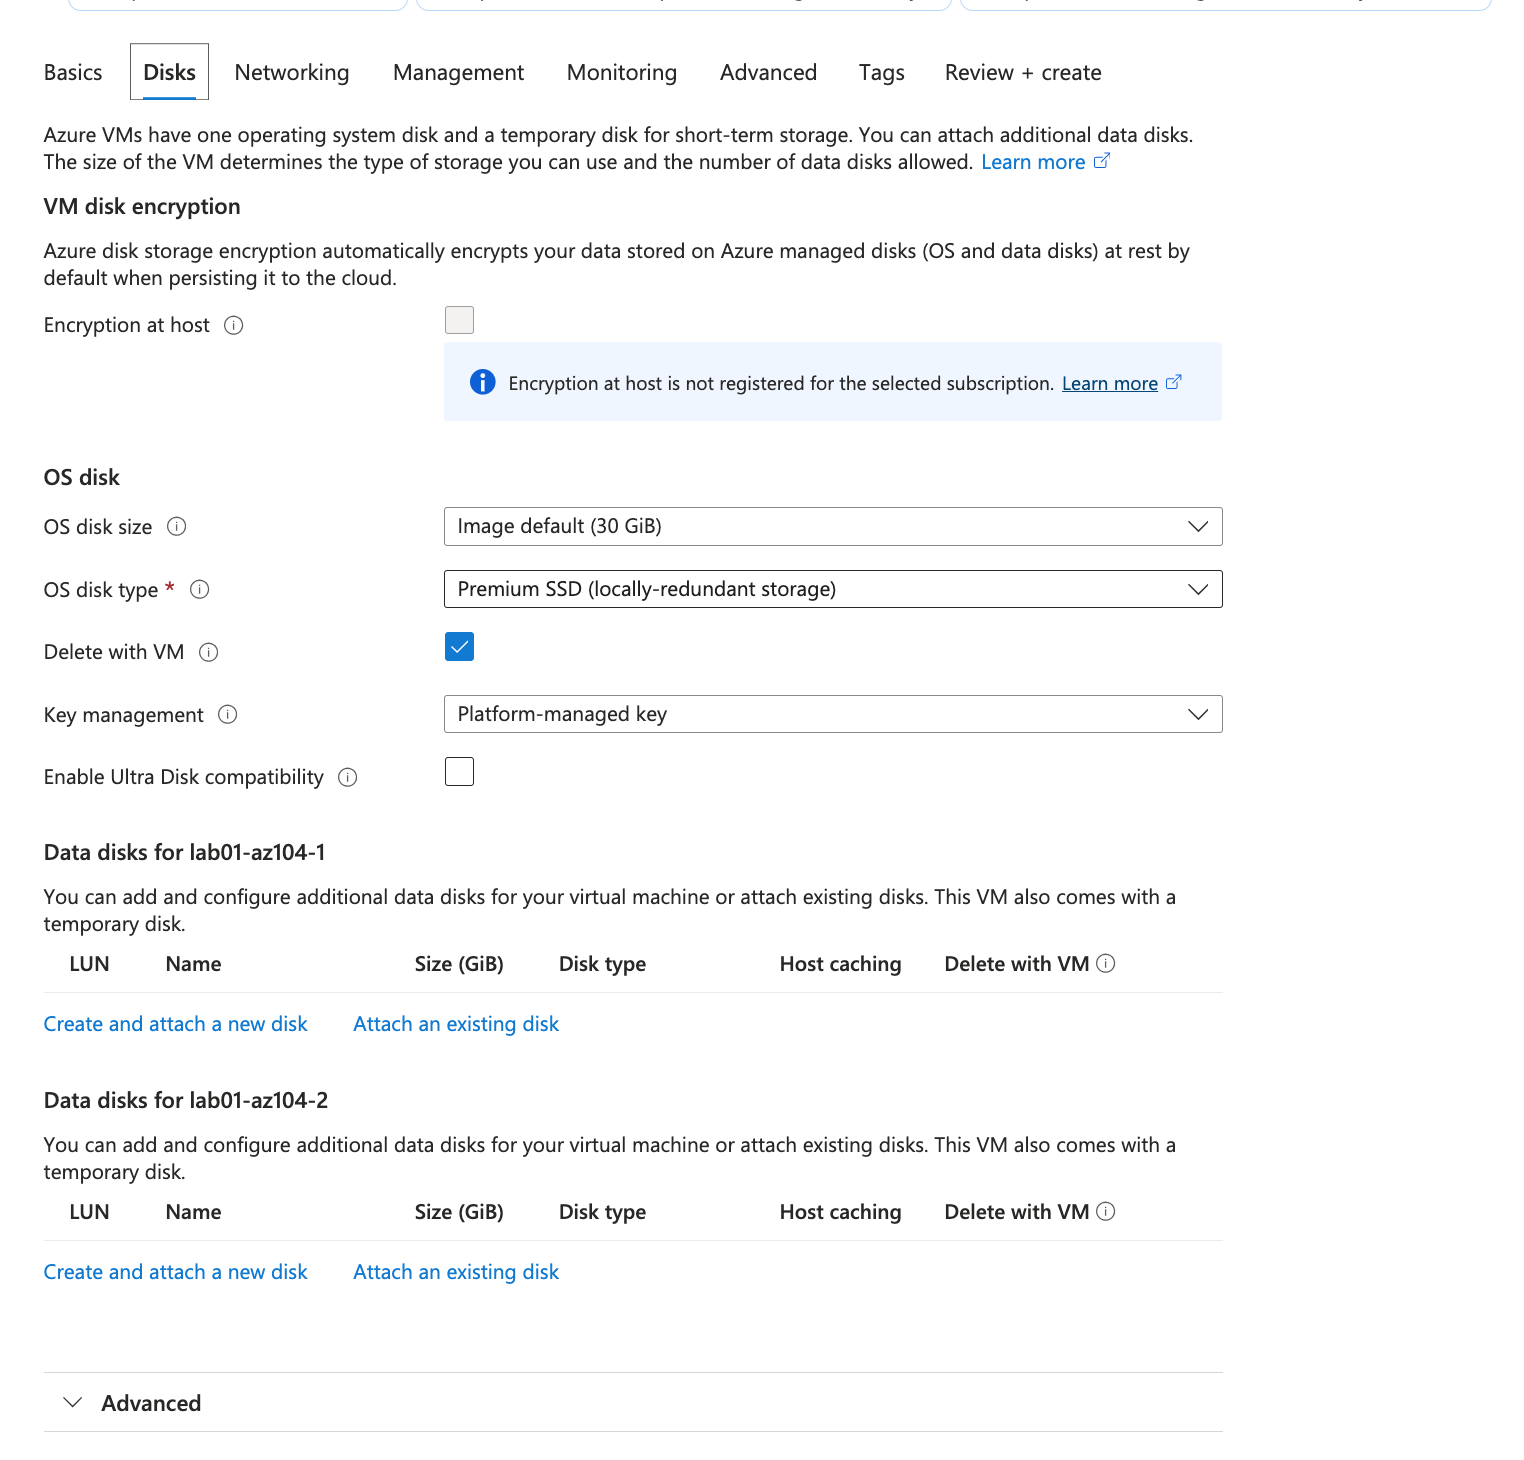 Basics Disks Networking Management Monitoring Advanced Tags Review + create
Azure VMs have one operating system disk and a temporary disk for short-term storage. You can attach additional data disks.
The size of the VM determines the type of storage you can use and the number of data disks allowed. Learn more
VM disk encryption
Azure disk storage encryption automatically encrypts your data stored on Azure managed disks (OS and data disks) at rest by
default when persisting it to the cloud.
Encryption at host
Encryption at host is not registered for the selected subscription. Learn more
OS disk
OS disk size Image default (30 GiB)
OS disk type * Premium SSD (locally-redundant storage)
Delete with VM
Key management Platform-managed key
Enable Ultra Disk compatibility
Data disks for lab01-az104-1
You can add and configure additional data disks for your virtual machine or attach existing disks. This VM also comes with a
temporary disk.
LUN Name Size (GiB) Disk type Host caching Delete with VM
Create and attach a new disk Attach an existing disk
Data disks for lab01-az104-2
You can add and configure additional data disks for your virtual machine or attach existing disks. This VM also comes with a
temporary disk.
LUN Name Size (GiB) Disk type Host caching Delete with VM
Create and attach a new disk Attach an existing disk
Advanced